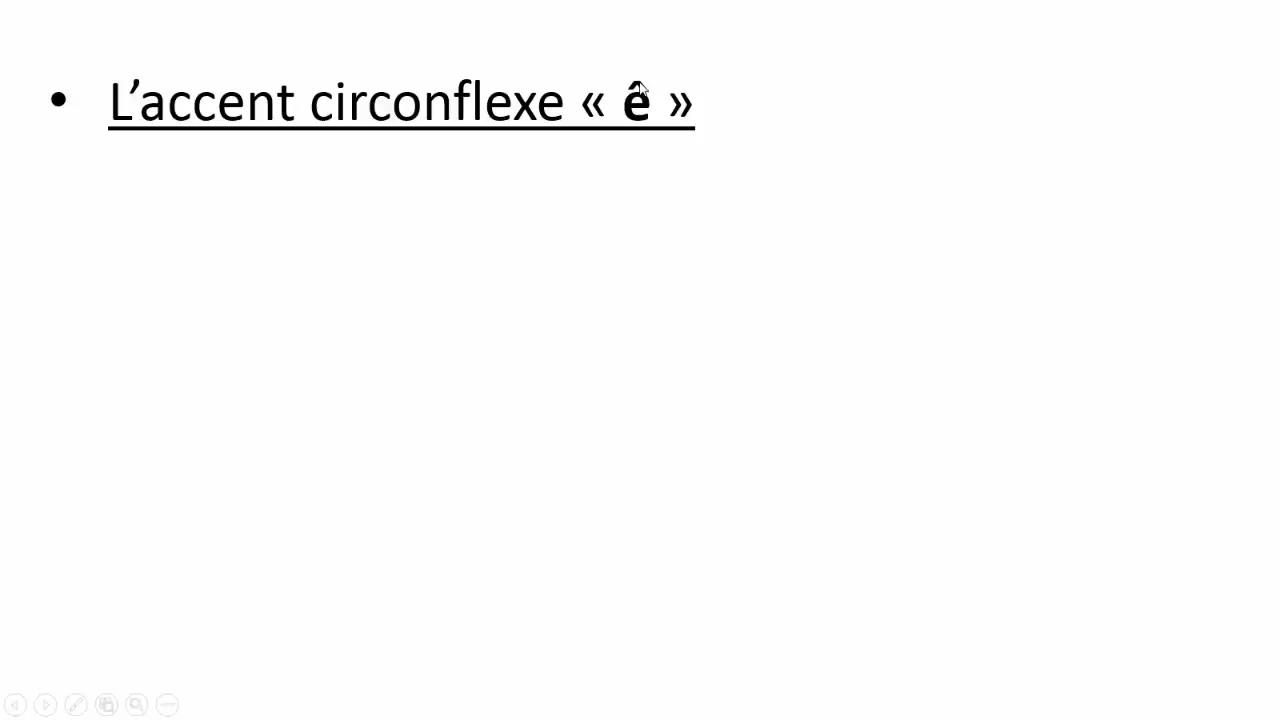 • L’accent circonflexe « ê »